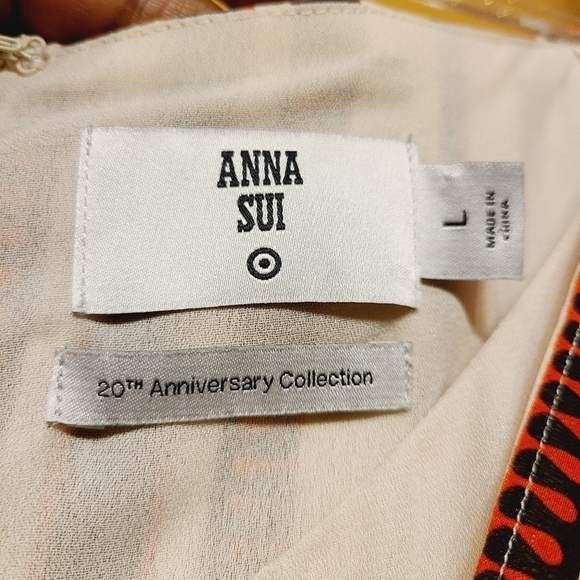 ANNA
SUI
L
MADE IN
CHINA
20TH Anniversary Collection